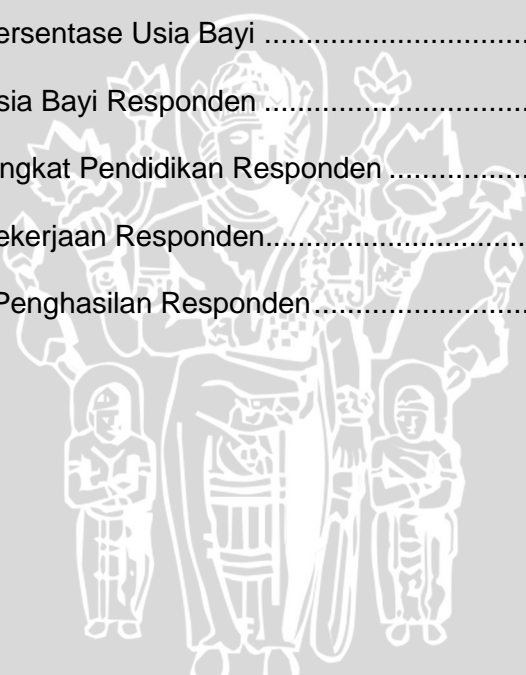 ersentase Usia Bayi ................................
sia Bayi Responden ................................
ngkat Pendidikan Responden .................
ekerjaan Responden................................
Penghasilan Responden..........................